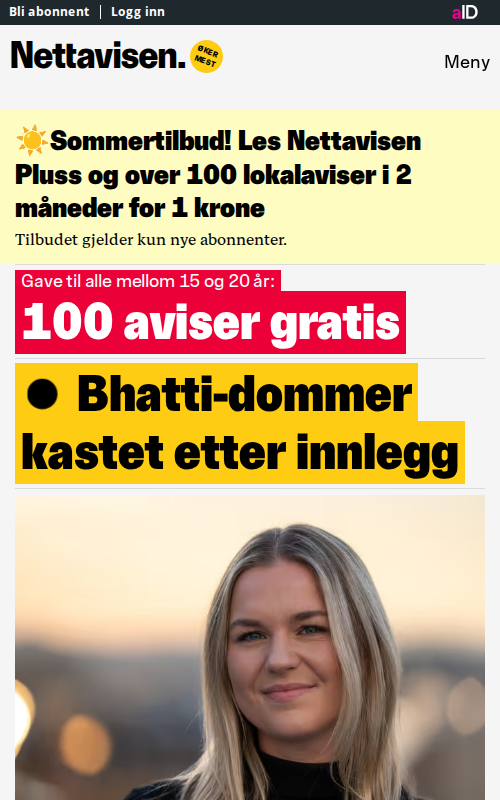 Bli abonnent
Logg inn
aID
Nettavisen.
ØKER
MEST
Meny
☀️Sommertilbud! Les Nettavisen
Pluss og over 100 lokalaviser i 2
måneder for 1 krone
Tilbudet gjelder kun nye abonnenter.
Gave til alle mellom 15 og 20 år:
100 aviser gratis
● Bhatti-dommer
kastet etter innlegg